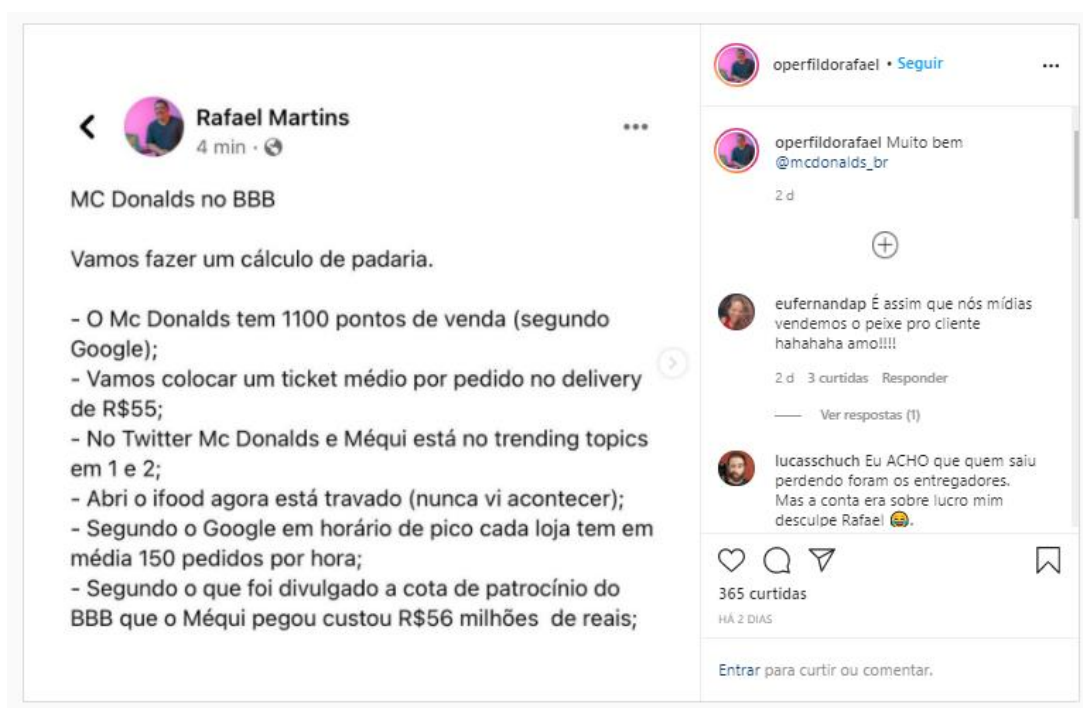 Rafael Martins
4 min ·
MC Donalds no BBB
Vamos fazer um cálculo de padaria.
- O Mc Donalds tem 1100 pontos de venda (segundo
Google);
- Vamos colocar um ticket médio por pedido no delivery
de R$55;
- No Twitter Mc Donalds e Méqui está no trending topics
em 1 e 2;
- Abri o ifood agora está travado (nunca vi acontecer);
- Segundo o Google em horário de pico cada loja tem em
média 150 pedidos por hora;
- Segundo o que foi divulgado a cota de patrocínio do
BBB que o Méqui pegou custou R$56 milhões  de reais;
operfildorafael • Seguir
operfildorafael Muito bem
@mcdonalds_br
2 d
eufernandap É assim que nós mídias
vendemos o peixe pro cliente
hahahaha amo!!!!
2 d 3 curtidas Responder
Ver respostas (1)
lucasschuch Eu ACHO que quem saiu
perdendo foram os entregadores.
Mas a conta era sobre lucro mim
desculpe Rafael 😂.
365 curtidas
HÁ 2 DIAS
Entrar para curtir ou comentar.